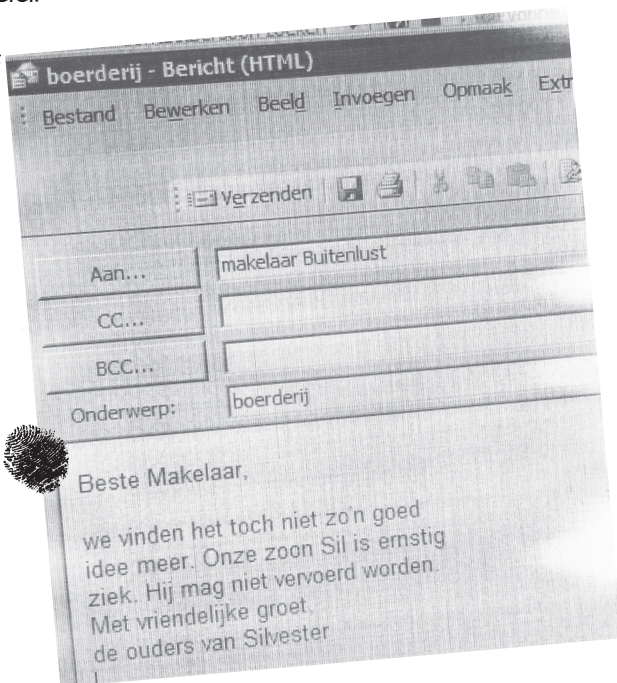 boerderij - Bericht (HTML)
Bestand Bewerken Beeld Invoegen Opmaak Extr
Verzenden
Aan... makelaar Buitenlust
CC...
BCC...
Onderwerp: boerderij
Beste Makelaar,
we vinden het toch niet zo'n goed
idee meer. Onze zoon Sil is ernstig
ziek. Hij mag niet vervoerd worden.
Met vriendelijke groet,
de ouders van Silvester